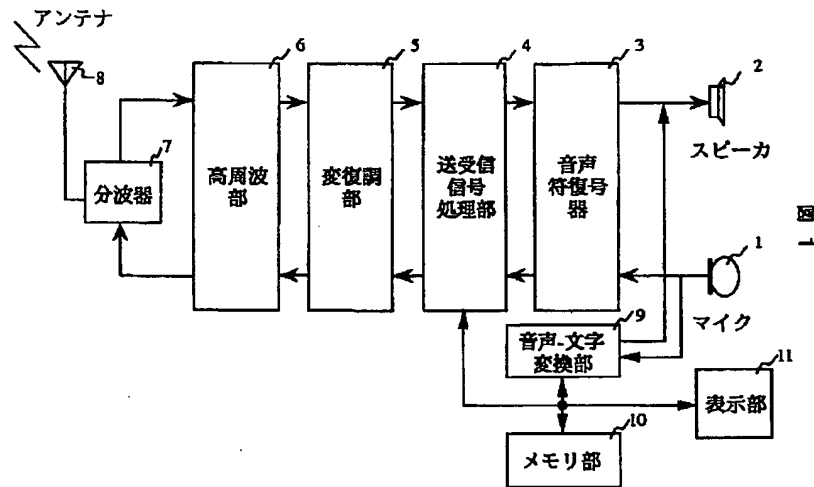 アンテナ
8
7
分波器
6
高周波
部
5
変復調
部
4
送受信
信号
処理部
3
音声
符復号
器
2
スピーカ
1
マイク
図一
9
音声-文字
変換部
10
メモリ部
11
表示部